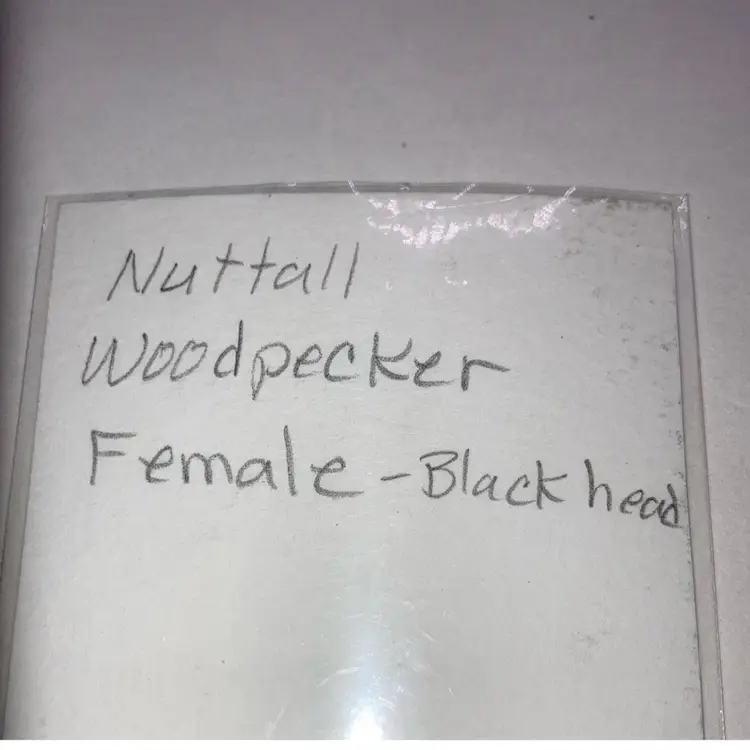 Nuttall
Woodpecker
Female - Black head